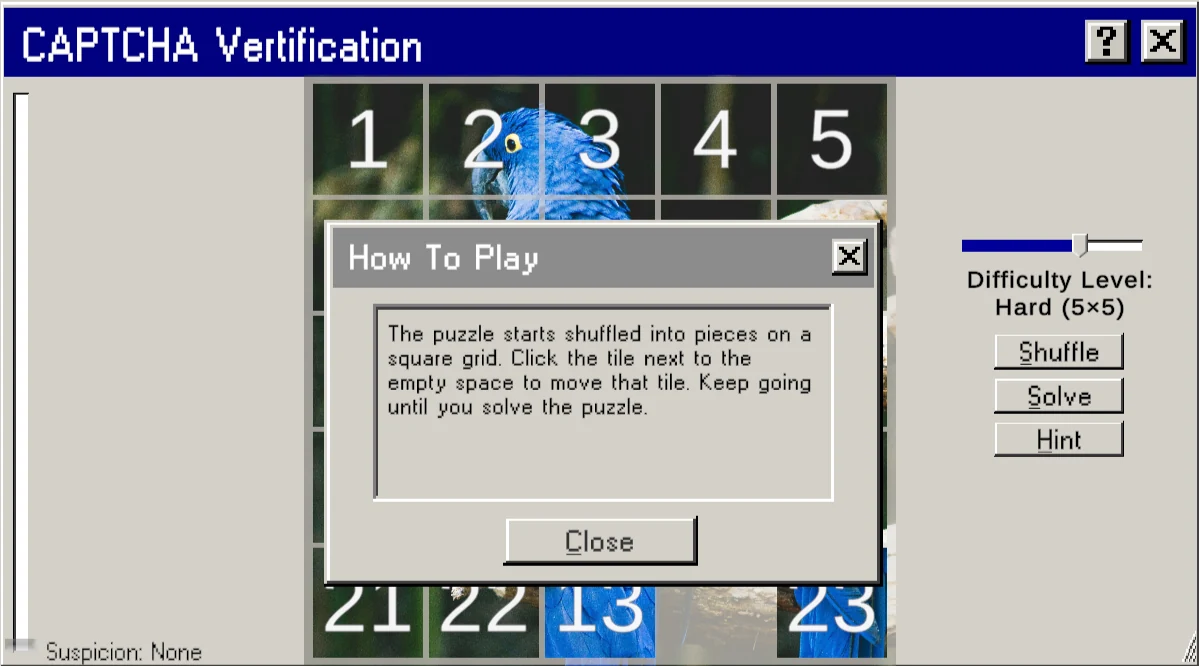 CAPTCHA Vertification
?
1 2 3 4 5
How To Play
The puzzle starts shuffled into pieces on a
square grid. Click the tile next to the
empty space to move that tile. Keep going
until you solve the puzzle.
Close
21 22 13 23
Difficulty Level:
Hard (5×5)
Shuffle
Solve
Hint
Suspicion: None